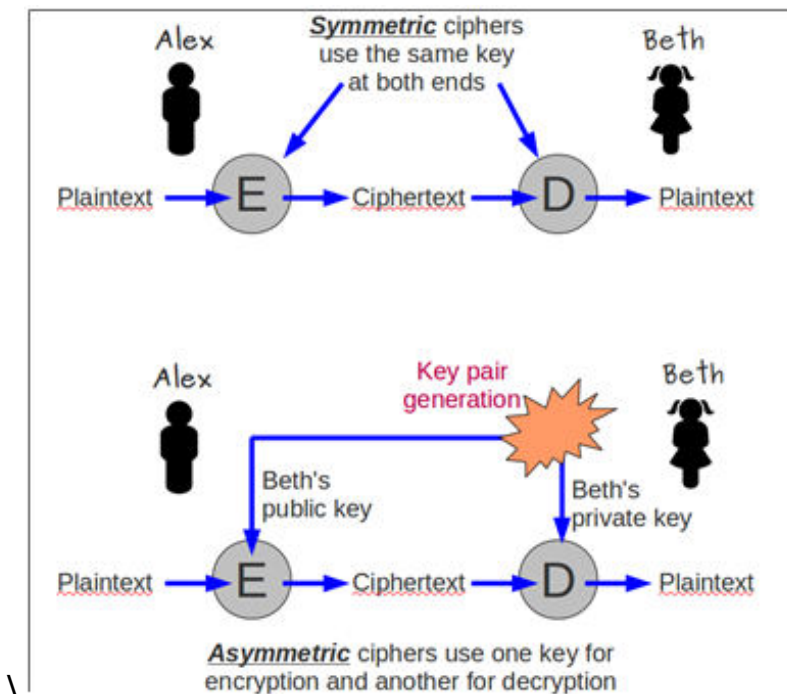 Alex
Symmetric ciphers
use the same key
at both ends
Beth
Plaintext E Ciphertext D Plaintext
Alex
Key pair
generation
Beth
Beth's
public key
Beth's
private key
Plaintext E Ciphertext D Plaintext
Asymmetric ciphers use one key for
encryption and another for decryption
\